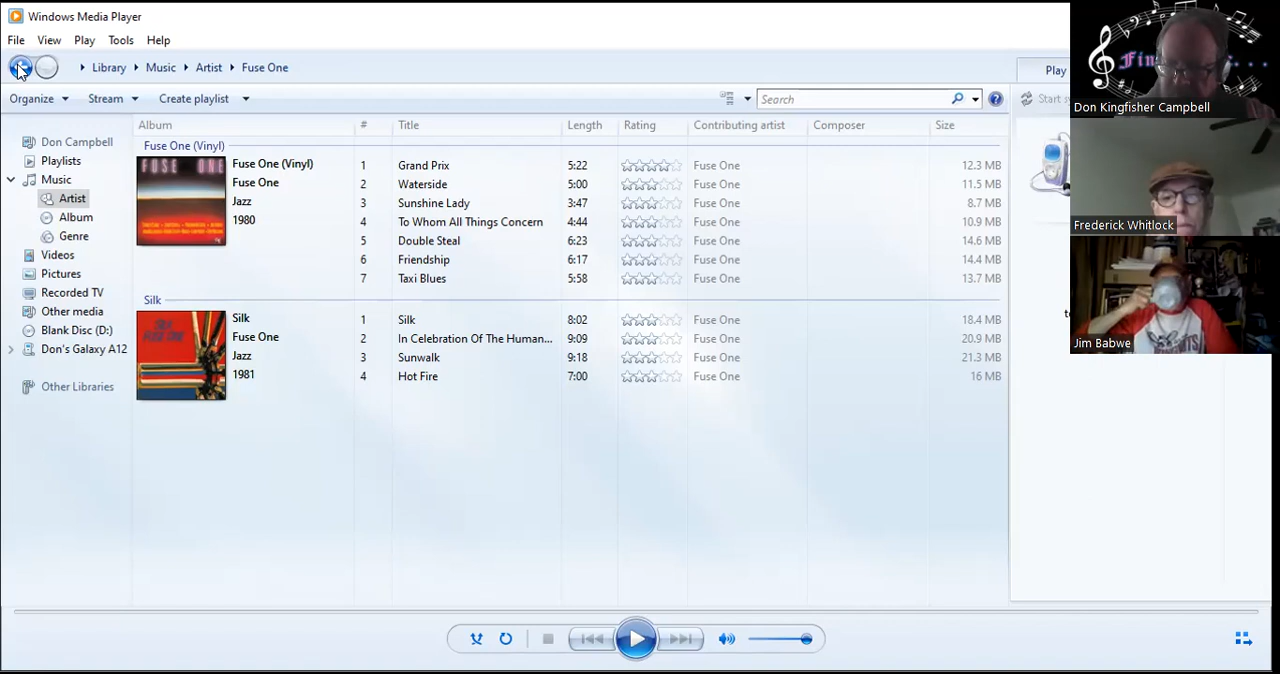 Windows Media Player
File View Play Tools Help
Library Music Artist Fuse One
Play
Organize Stream Create playlist Search Start
Album # Title Length Rating Contributing artist Composer Size
Don Campbell
Playlists
Music
Artist
Album
Genre
Videos
Pictures
Recorded TV
Other media
Blank Disc (D:)
Don's Galaxy A12
Other Libraries
Fuse One (Vinyl)
FUSE ONE
Fuse One (Vinyl)
Fuse One
Jazz
1980
1 Grand Prix 5:22 Fuse One 12.3 MB
2 Waterside 5:00 Fuse One 11.5 MB
3 Sunshine Lady 3:47 Fuse One 8.7 MB
4 To Whom All Things Concern 4:44 Fuse One 10.9 MB
5 Double Steal 6:23 Fuse One 14.6 MB
6 Friendship 6:17 Fuse One 14.4 MB
7 Taxi Blues 5:58 Fuse One 13.7 MB
Silk
SILK
FUSE ONE
Silk
Fuse One
Jazz
1981
1 Silk 8:02 Fuse One 18.4 MB
2 In Celebration Of The Human... 9:09 Fuse One 20.9 MB
3 Sunwalk 9:18 Fuse One 21.3 MB
4 Hot Fire 7:00 Fuse One 16 MB
Don Kingfisher Campbell
Frederick Whitlock
Jim Babwe